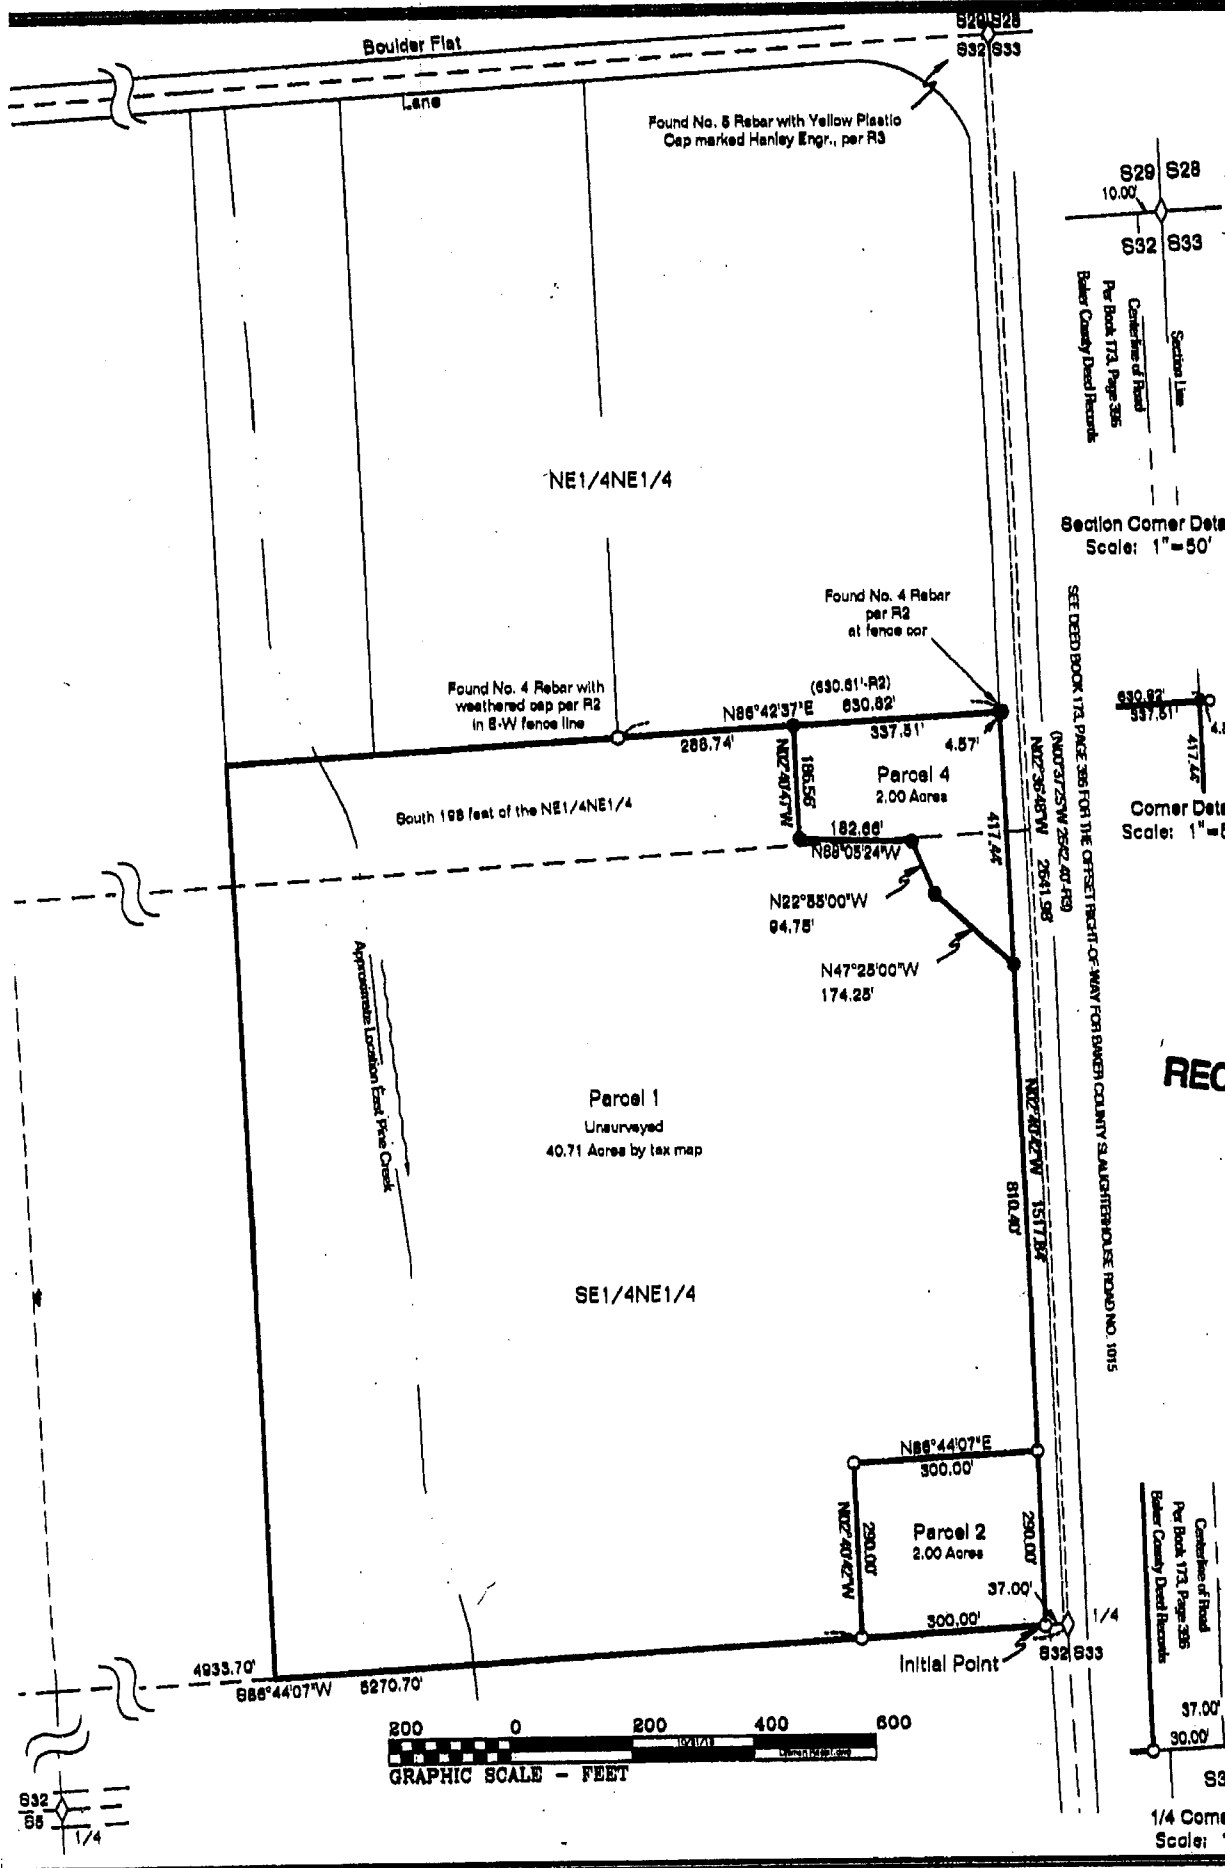 S29 S28
S32 S33
Boulder Flat
Lane
Found No. 5 Rebar with Yellow Plastic
Cap marked Hanley Engr., per R3
S29 S28
10.00'
S32 S33
Section Line
Centerline of Road
Per Book 173, Page 396
Baker County Deed Records
Section Corner Deta
Scale: 1"=50'
NE1/4NE1/4
Found No. 4 Rebar
per R2
at fence cor
Found No. 4 Rebar with
weathered cap per R2
in E-W fence line
(630.61'-R2)
N86°42'37"E 630.82'
288.74' 337.51' 4.57'
N02°40'47"W
186.56'
Parcel 4
2.00 Acres
South 198 feet of the NE1/4NE1/4
182.66'
N88°05'24"W
417.44'
N22°55'00"W
94.75'
N47°25'00"W
174.25'
(N00°37'25"W 2642.40'-R3)
N02°36'48"W 2641.98'
SEE DEED BOOK 173, PAGE 396 FOR THE OFFSET RIGHT-OF-WAY FOR BAKER COUNTY SLAUGHTERHOUSE ROAD NO. 1015
630.82'
337.51'
417.44'
Corner Deta
REC
Approximate Location East Pine Creek
Parcel 1
Unsurveyed
40.71 Acres by tax map
N02°40'42"W 1517.84'
810.40'
SE1/4NE1/4
N86°44'07"E
300.00'
N02°40'42"W
290.00'
Parcel 2
2.00 Acres
290.00'
37.00'
300.00'
1/4
S32 S33
Initial Point
4933.70'
S86°44'07"W 5270.70'
Centerline of Road
Per Book 173, Page 396
Baker County Deed Records
37.00'
30.00'
1/4 Corne
Scale:
200 0 200 400 600
GRAPHIC SCALE - FEET
S32
S5
1/4